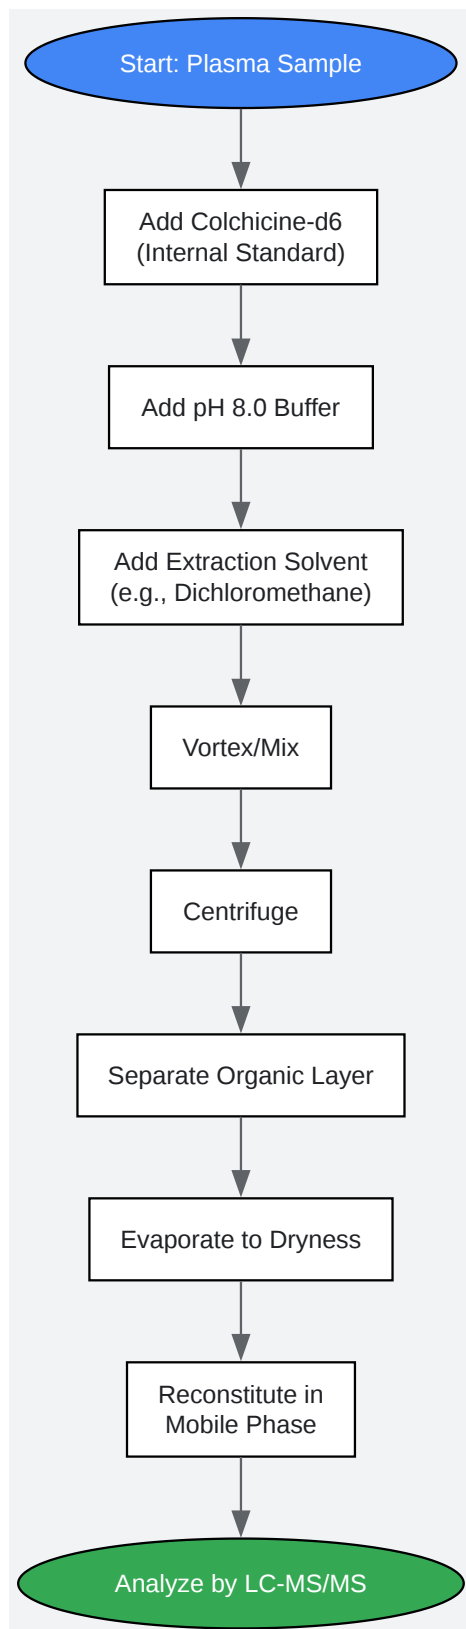 Start: Plasma Sample
Add Colchicine-d6
(Internal Standard)
Add pH 8.0 Buffer
Add Extraction Solvent
(e.g., Dichloromethane)
Vortex/Mix
Centrifuge
Separate Organic Layer
Evaporate to Dryness
Reconstitute in
Mobile Phase
Analyze by LC-MS/MS